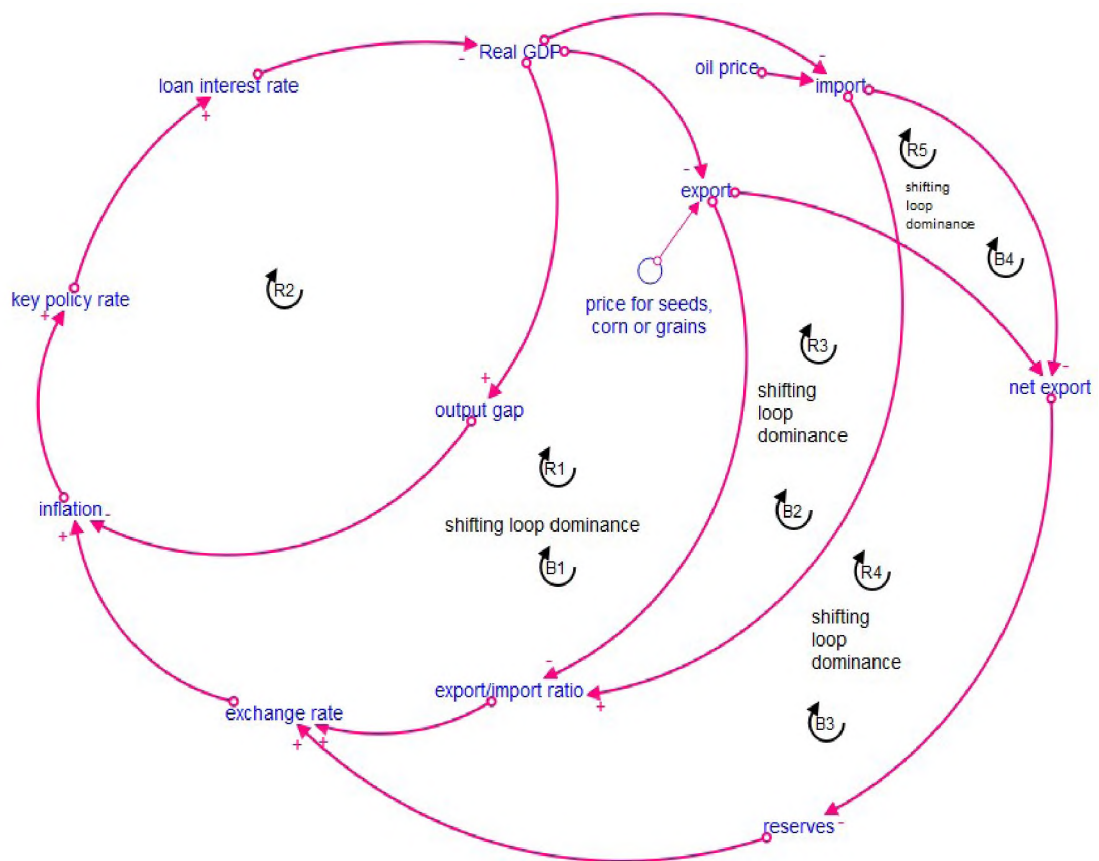 Real GDP
-
-
oil price
import
loan interest rate
+
R5
shifting
loop
dominance
-
export
B4
key policy rate
+
R2
price for seeds,
corn or grains
R3
shifting
loop
dominance
-
net export
+
output gap
R1
shifting loop dominance
B1
B2
inflation
-
+
R4
shifting
loop
dominance
B3
-
export/import ratio
+
exchange rate
+
+
reserves
-